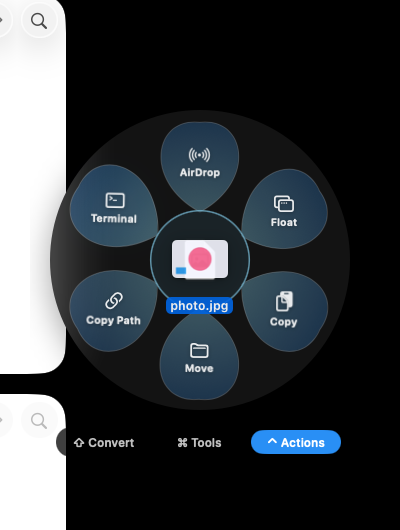 AirDrop
Terminal
Float
photo.jpg
Copy Path
Copy
Move
⇧ Convert
⌘ Tools
^ Actions